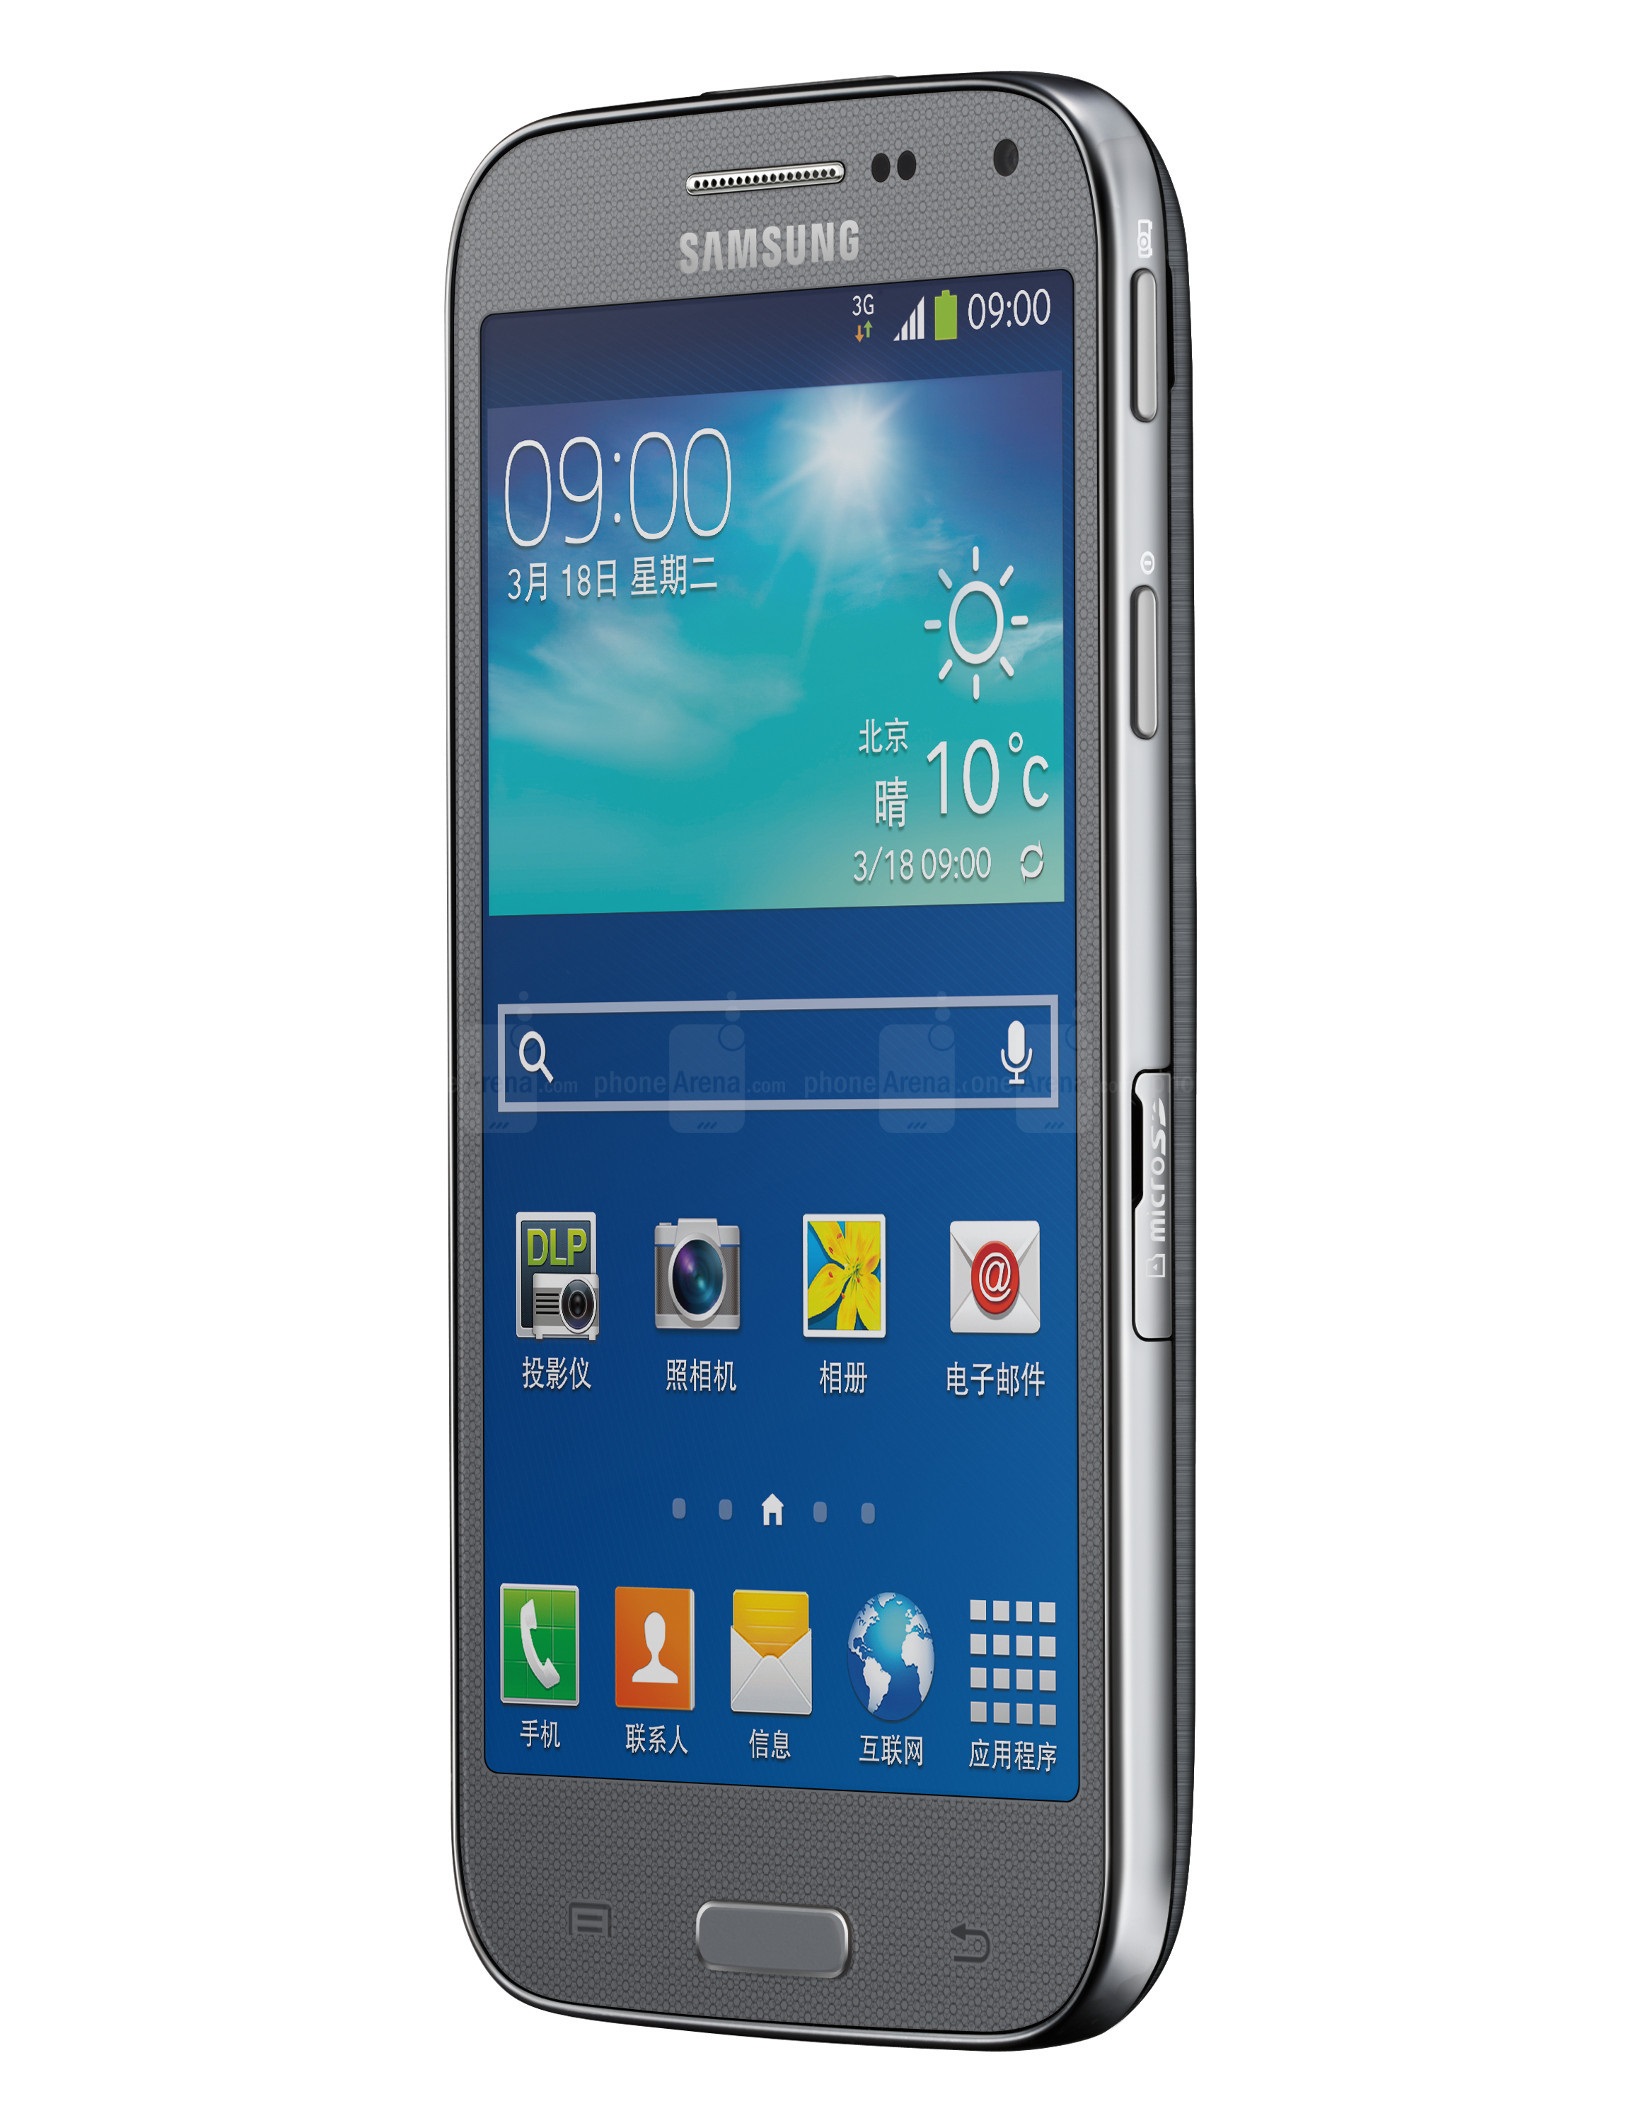 SAMSUNG
3G
09:00
09:00
3月 18日 星期二
北京
晴 10°c
3/18 09:00
phoneArena.com phoneArena.com
DLP
投影仪 照相机 相册 电子邮件
手机 联系人 信息 互联网 应用程序
microS